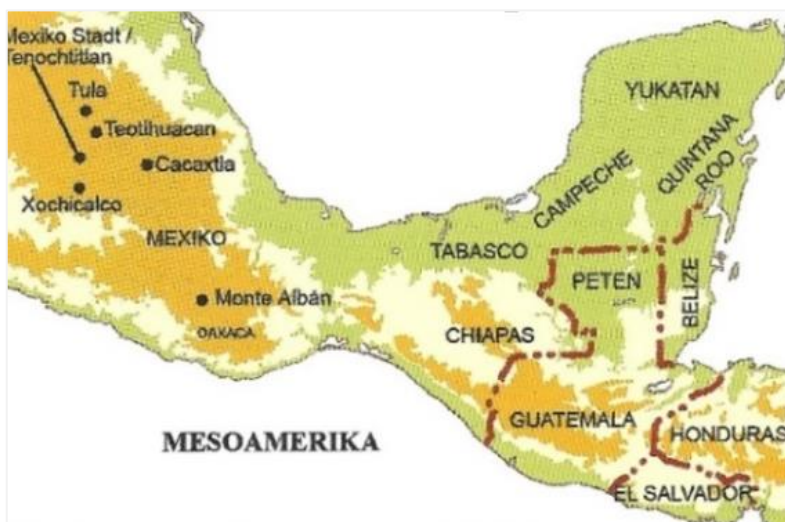 Mexiko Stadt /
Tenochtitlan
Tula
Teotihuacan
Cacaxtla
Xochicalco
MEXIKO
Monte Albán
OAXACA
YUKATAN
CAMPECHE
QUINTANA
ROO
TABASCO
PETEN
BELIZE
CHIAPAS
GUATEMALA
HONDURAS
EL SALVADOR
MESOAMERIKA